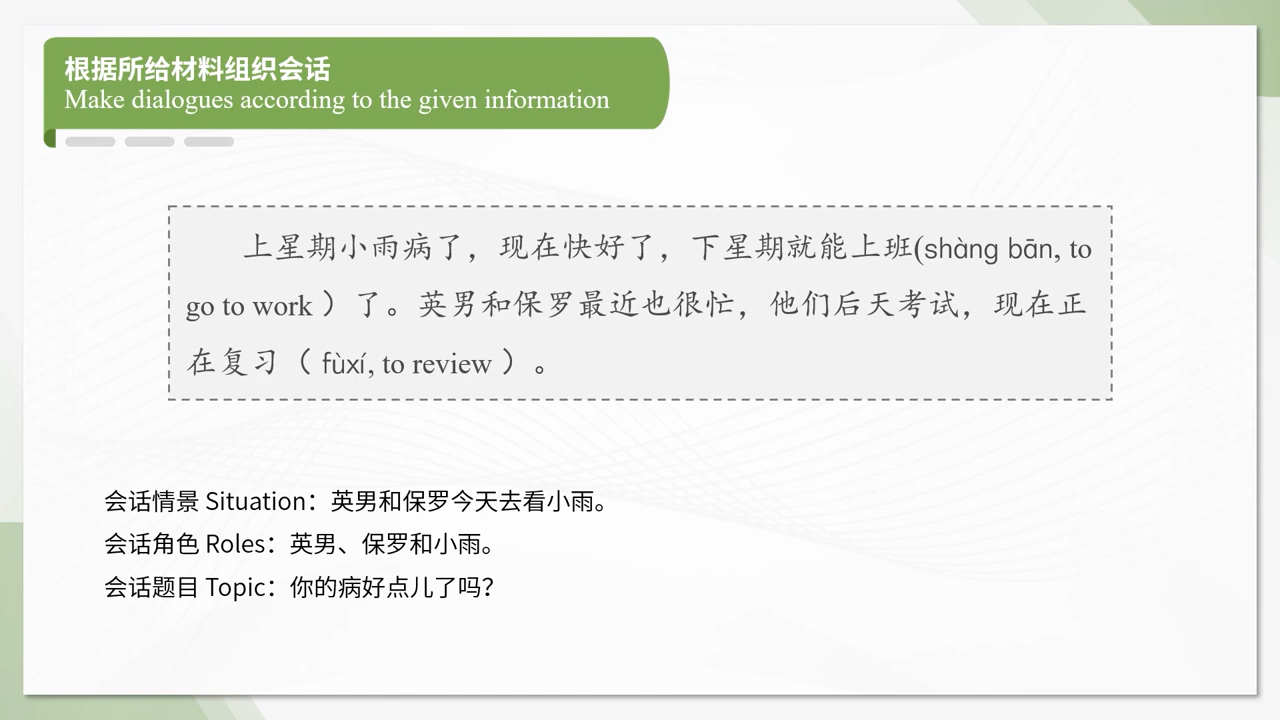 根据所给材料组织会话
Make dialogues according to the given information
上星期小雨病了，现在快好了，下星期就能上班(shàng bān, to
go to work ）了。英男和保罗最近也很忙，他们后天考试，现在正
在复习（ fùxí, to review ）。
会话情景 Situation：英男和保罗今天去看小雨。
会话角色 Roles：英男、保罗和小雨。
会话题目 Topic：你的病好点儿了吗？